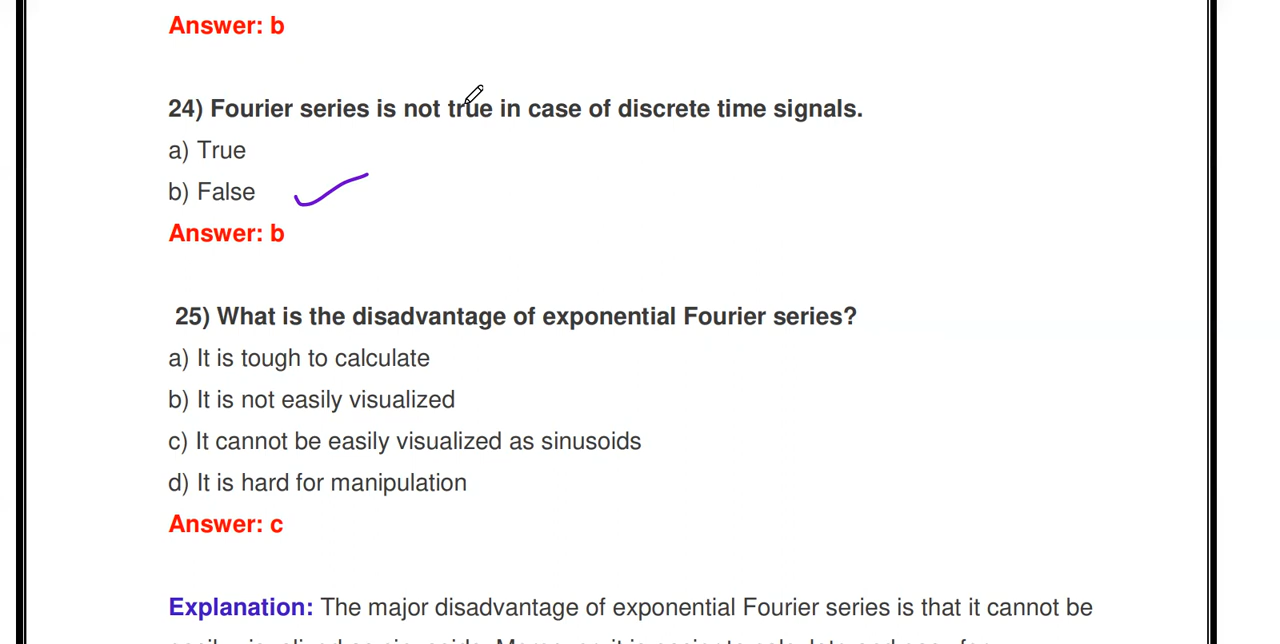 Answer: b
24) Fourier series is not true in case of discrete time signals.
a) True
b) False
Answer: b
25) What is the disadvantage of exponential Fourier series?
a) It is tough to calculate
b) It is not easily visualized
c) It cannot be easily visualized as sinusoids
d) It is hard for manipulation
Answer: c
Explanation: The major disadvantage of exponential Fourier series is that it cannot be